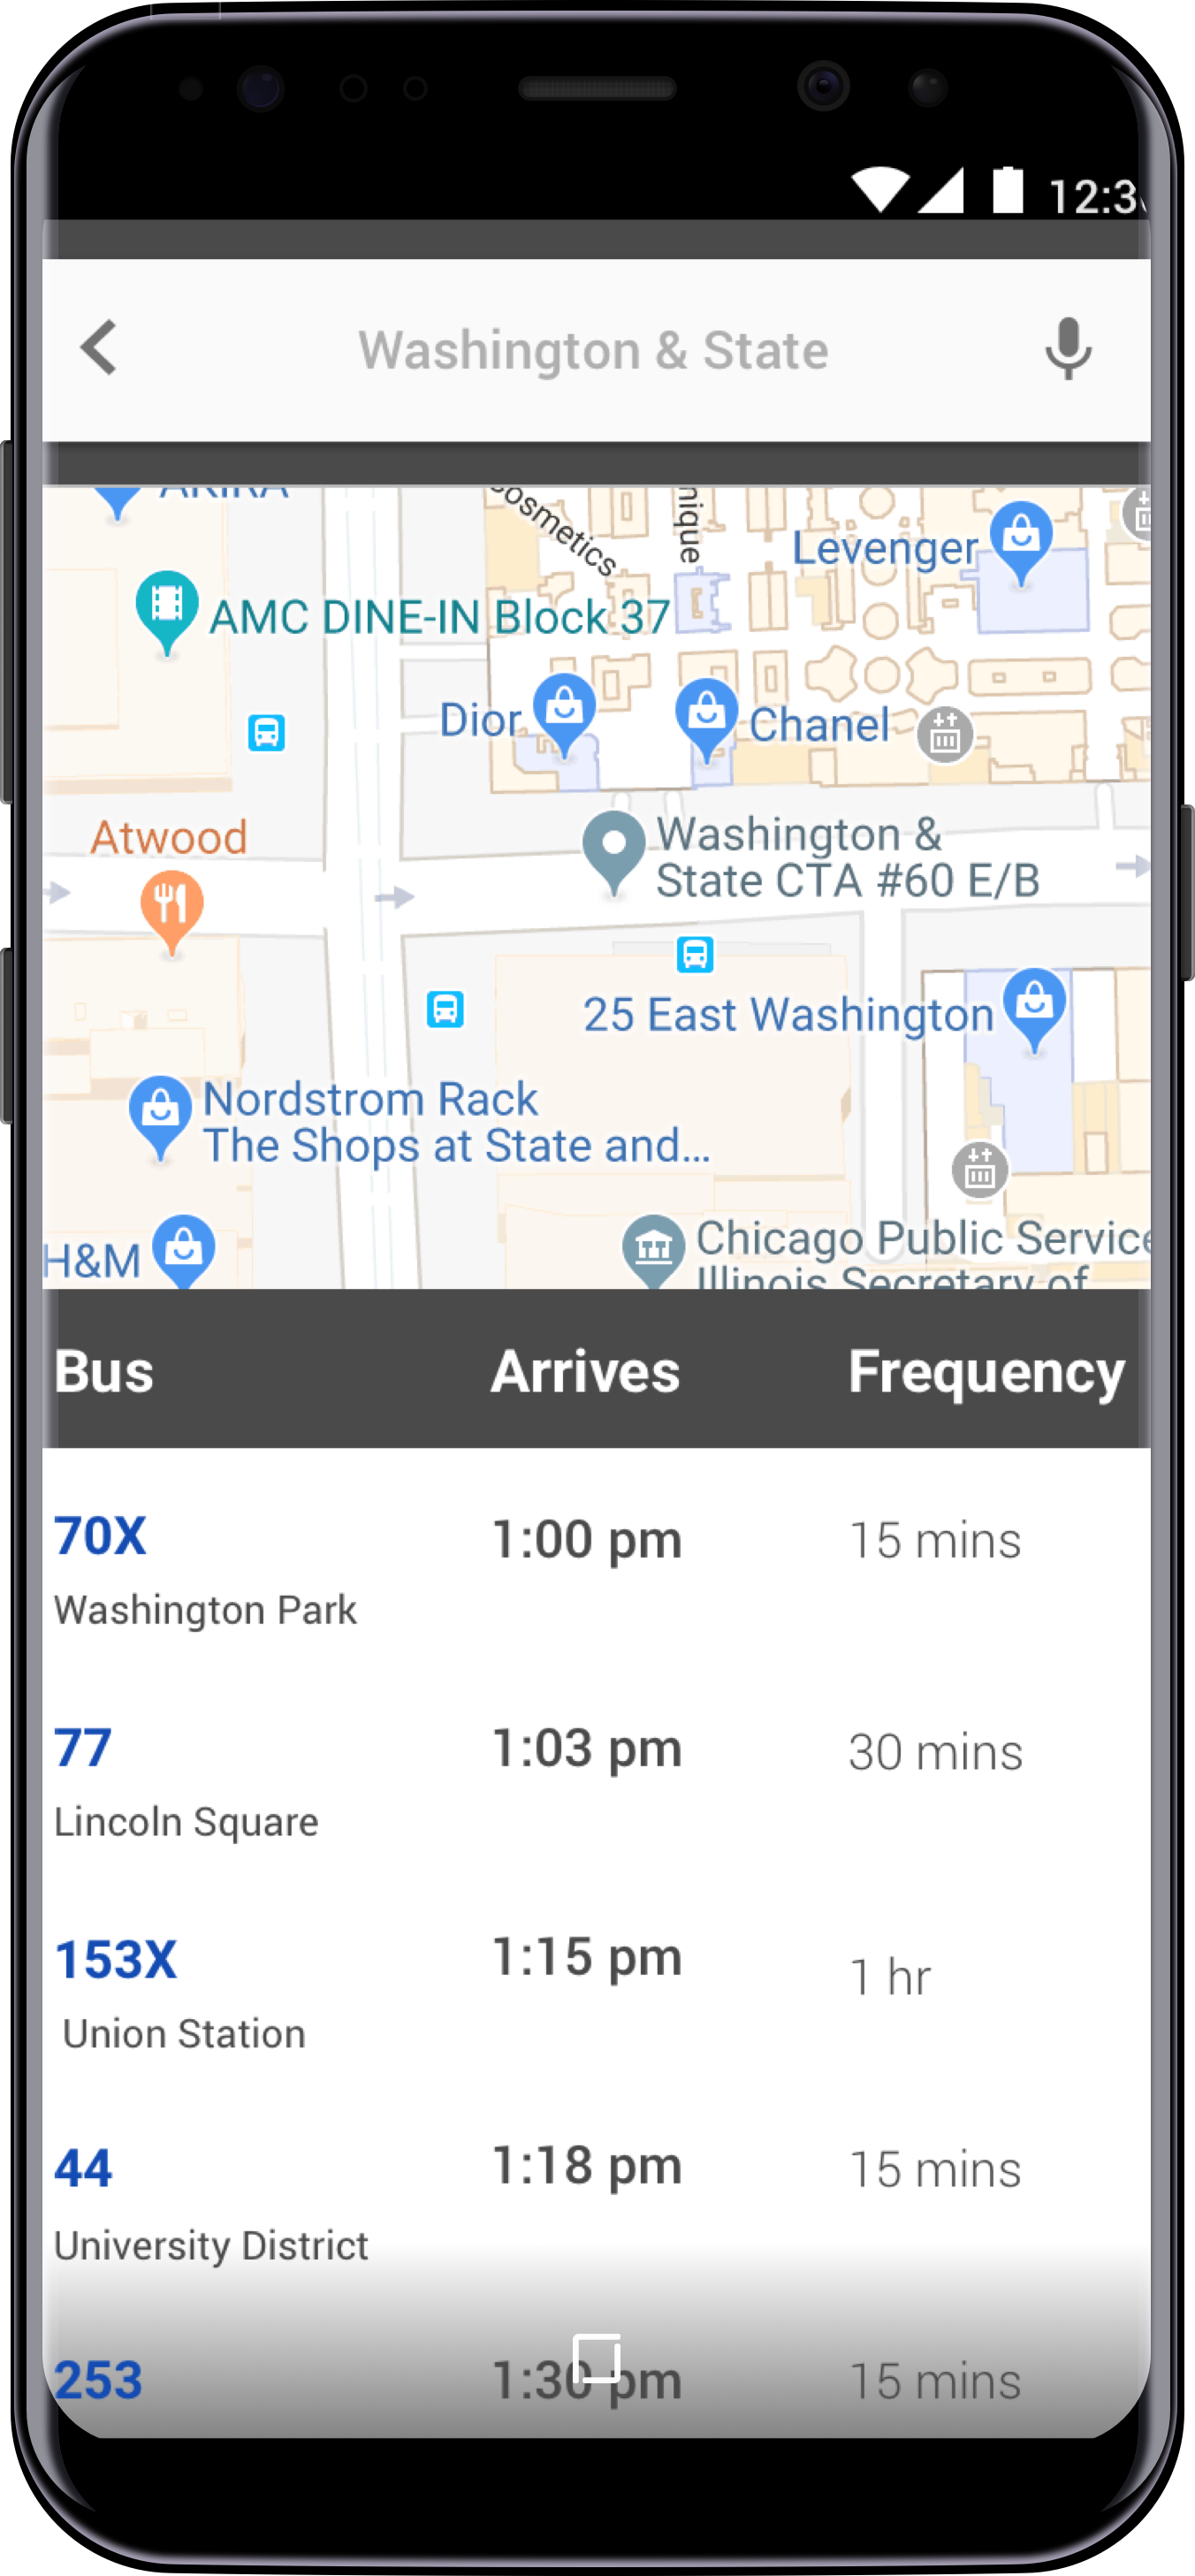 12:3
Washington & State
AKIRA
Cosmetics
nique
Levenger
AMC DINE-IN Block 37
Dior
Chanel
Atwood
Washington &
State CTA #60 E/B
25 East Washington
Nordstrom Rack
The Shops at State and...
H&M
Chicago Public Service
Illinois Secretary of
Bus Arrives Frequency
70X 1:00 pm 15 mins
Washington Park
77 1:03 pm 30 mins
Lincoln Square
153X 1:15 pm 1 hr
Union Station
44 1:18 pm 15 mins
University District
253 1:30 pm 15 mins